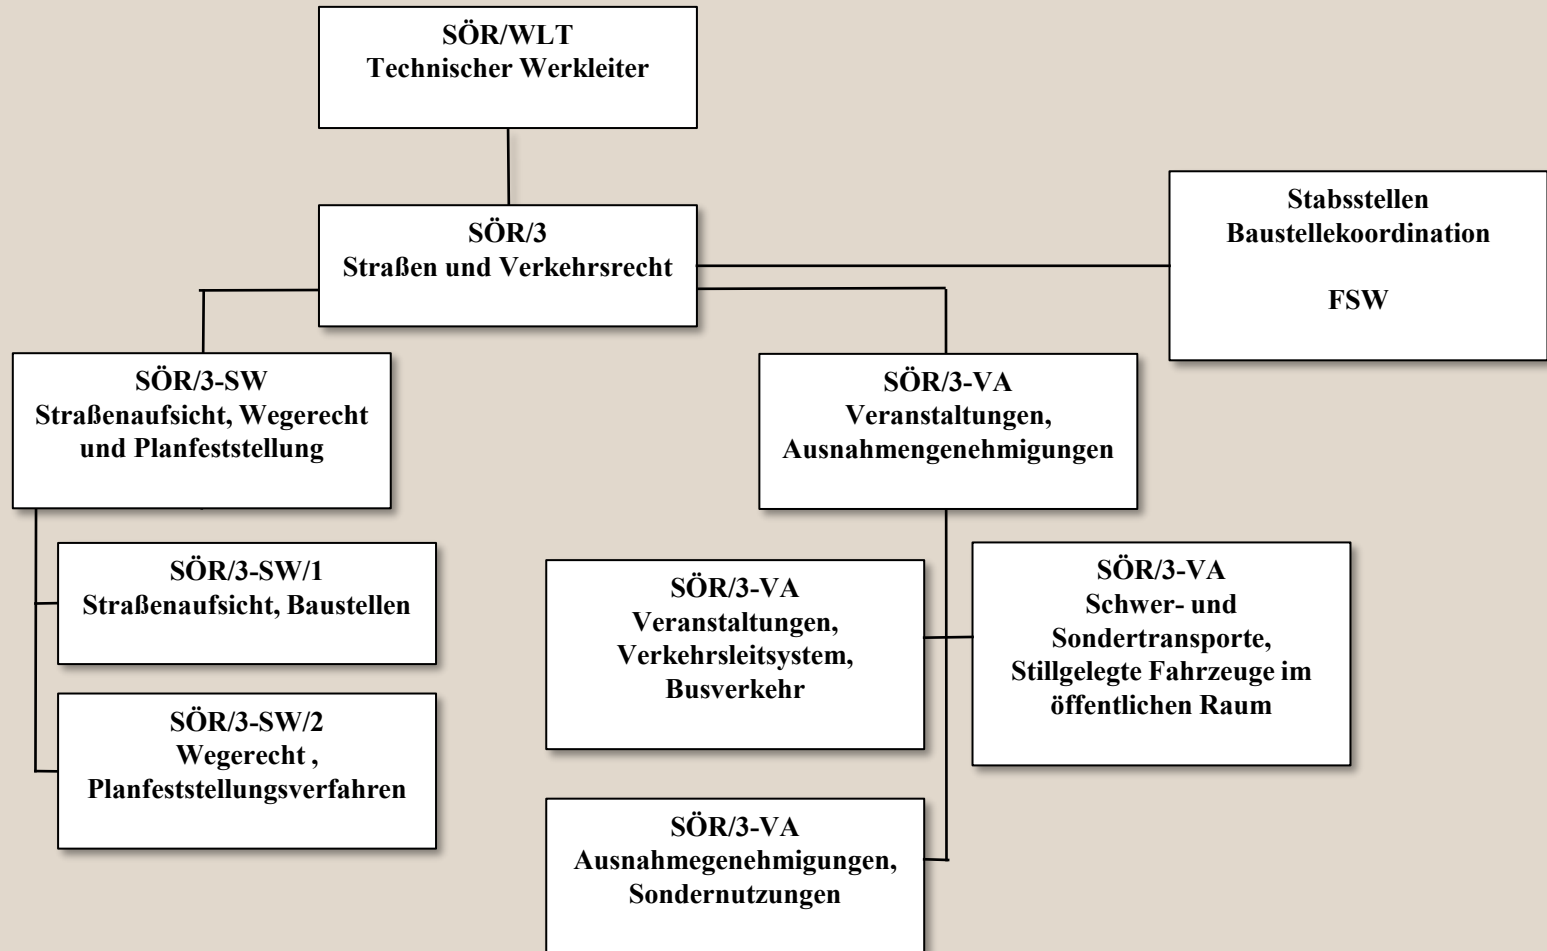 SÖR/WLT
Technischer Werkleiter
SÖR/3
Straßen und Verkehrsrecht
Stabsstellen
Baustellekoordination
FSW
SÖR/3-SW
Straßenaufsicht, Wegerecht
und Planfeststellung
SÖR/3-VA
Veranstaltungen,
Ausnahmengenehmigungen
SÖR/3-SW/1
Straßenaufsicht, Baustellen
SÖR/3-SW/2
Wegerecht ,
Planfeststellungsverfahren
SÖR/3-VA
Veranstaltungen,
Verkehrsleitsystem,
Busverkehr
SÖR/3-VA
Schwer- und
Sondertransporte,
Stillgelegte Fahrzeuge im
öffentlichen Raum
SÖR/3-VA
Ausnahmegenehmigungen,
Sondernutzungen